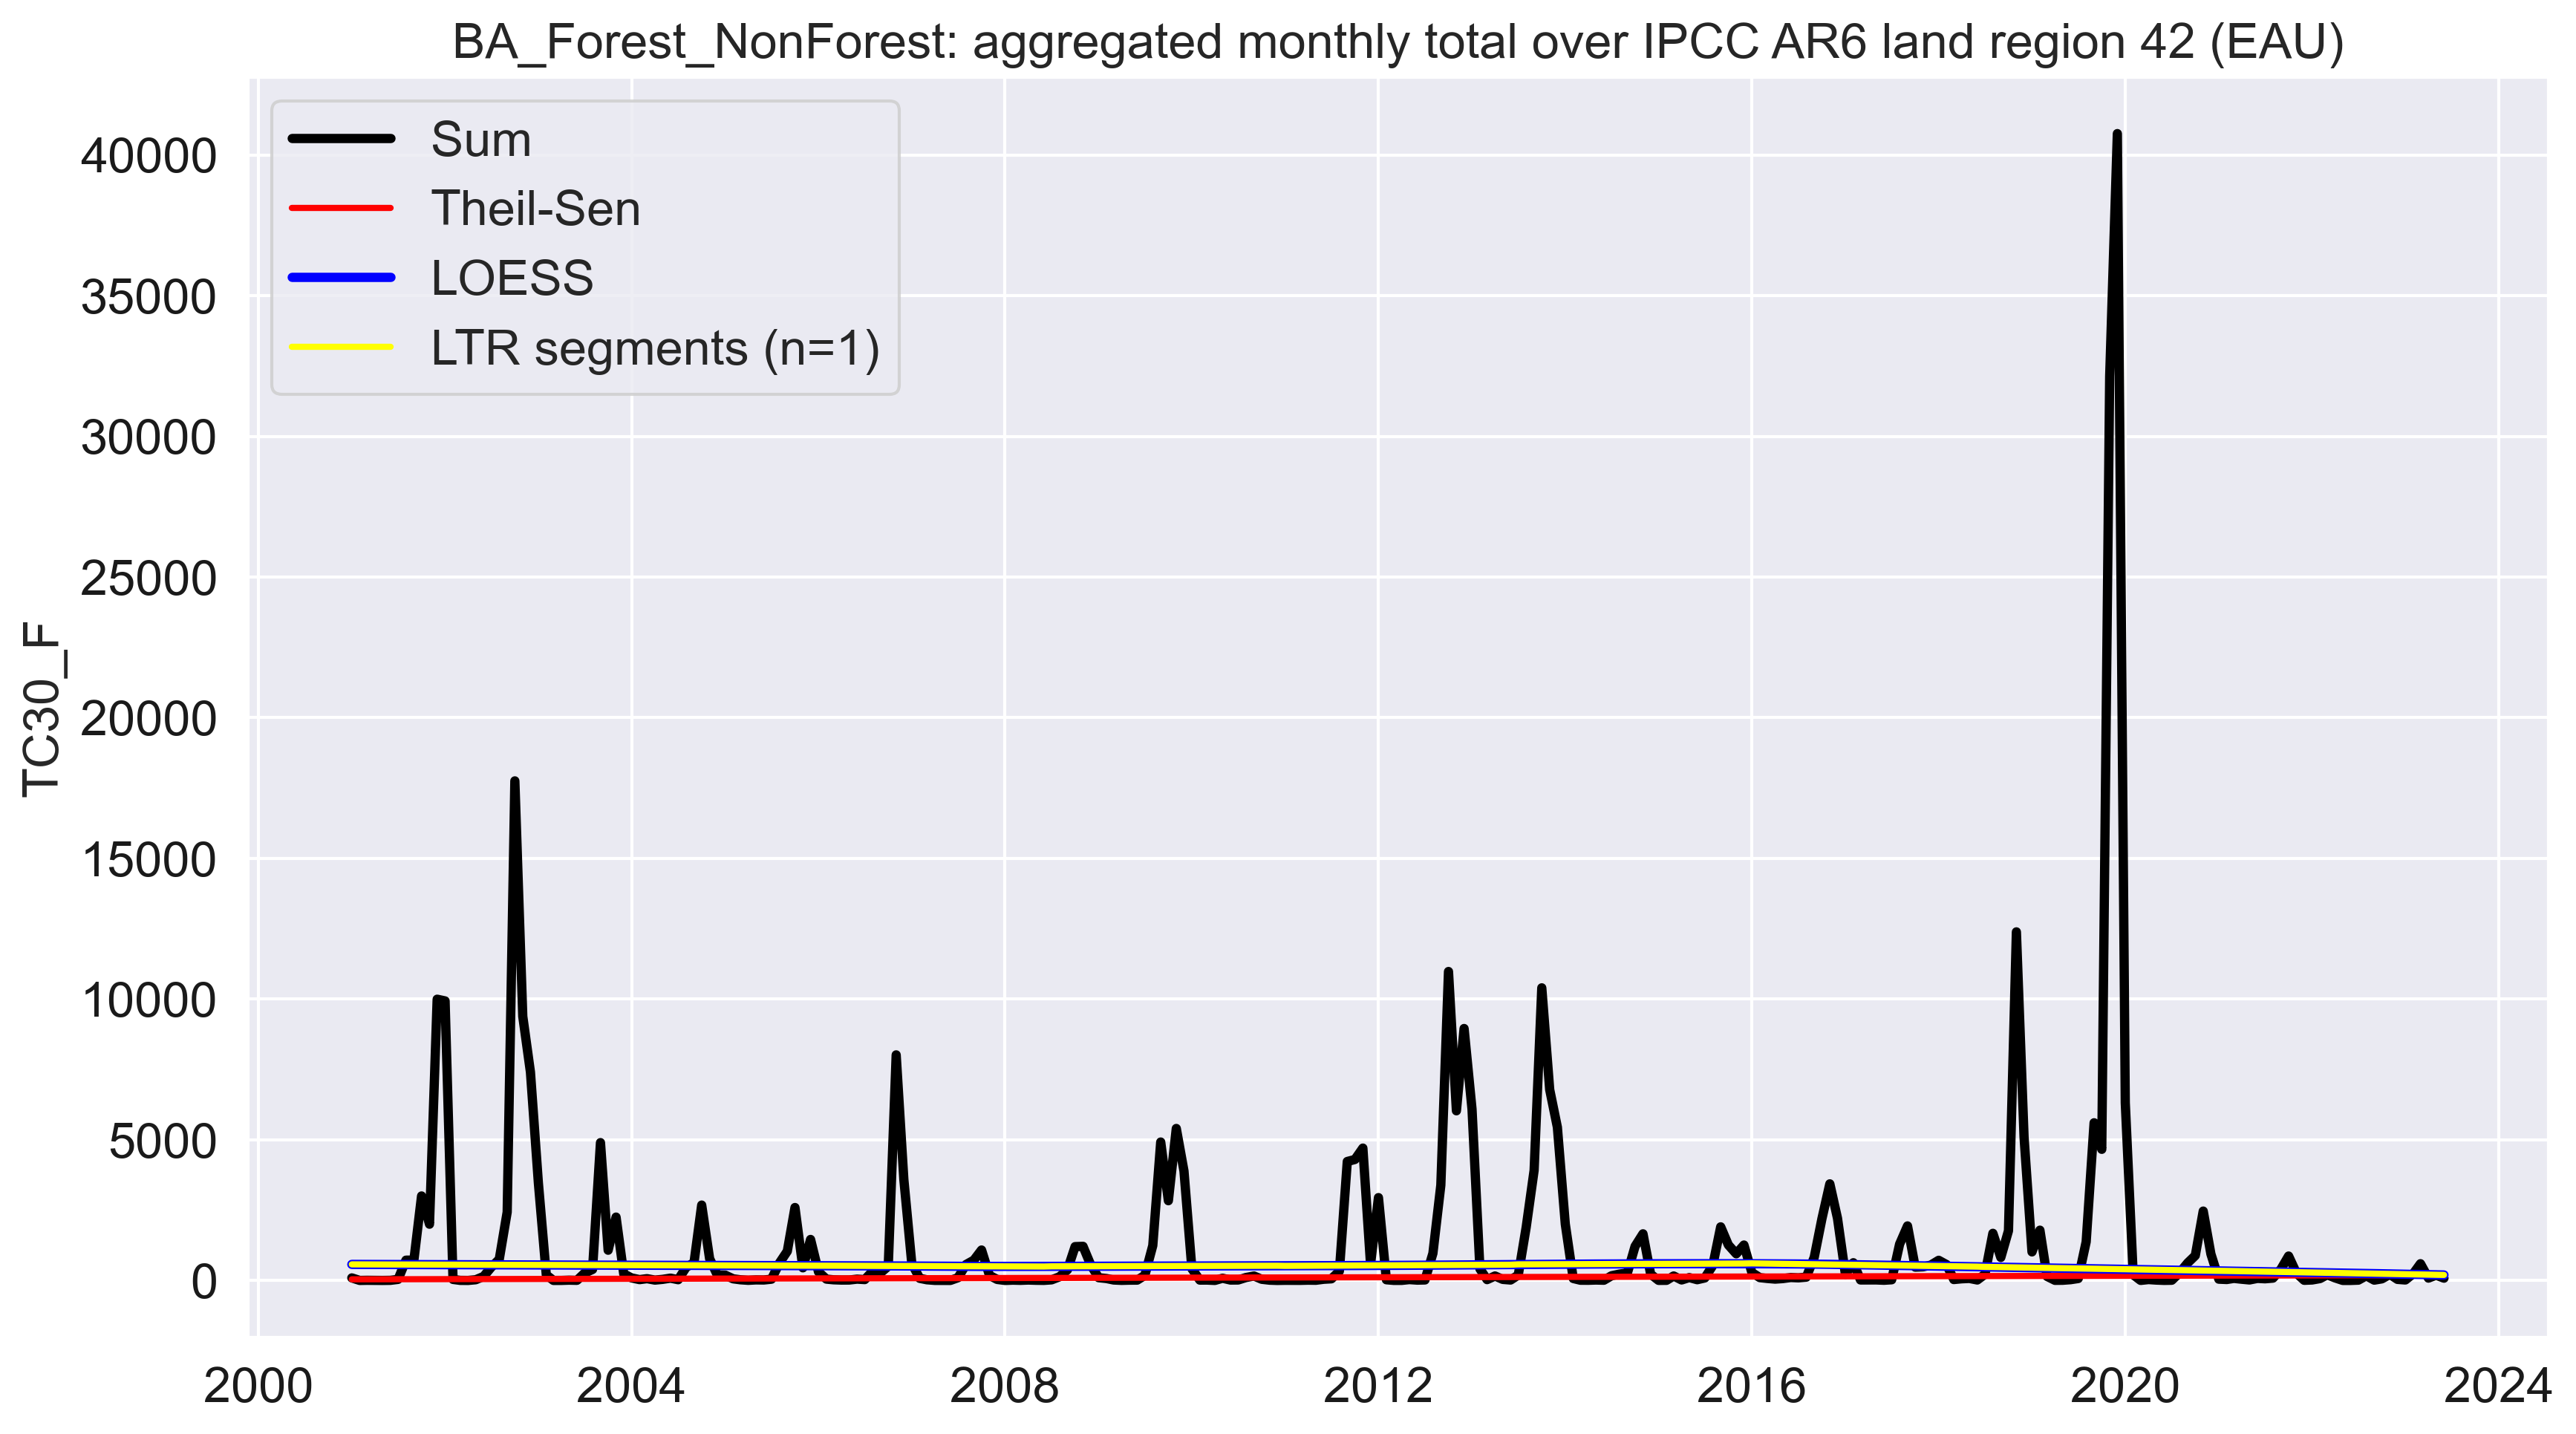 BA_Forest_NonForest: aggregated monthly total over IPCC AR6 land region 42 (EAU)
Sum
Theil-Sen
LOESS
LTR segments (n=1)
TC30_F
40000
35000
30000
25000
20000
15000
10000
5000
0
2000 2004 2008 2012 2016 2020 2024